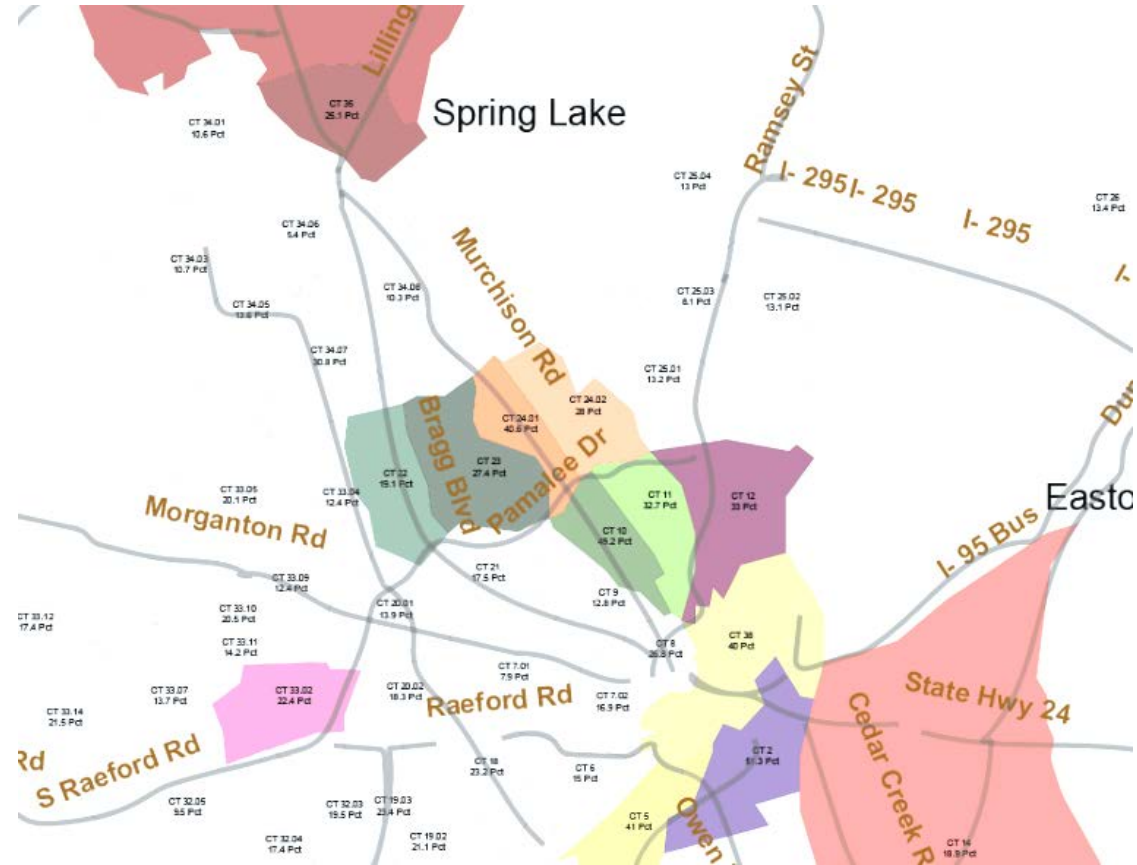 Lilling
CT 36
25.1 Pct
Spring Lake
CT 34.01
10.6 Pct
Ramsey St
CT 25.04
13 Pct
I- 295
I- 295
I- 295
I-
CT 26
13.4 Pct
CT 34.06
5.4 Pct
CT 34.03
10.7 Pct
Murchison Rd
CT 34.08
10.3 Pct
CT 25.03
8.1 Pct
CT 25.02
13.1 Pct
CT 34.05
13.6 Pct
CT 34.07
30.8 Pct
CT 25.01
13.2 Pct
Dun
CT 24.02
28 Pct
CT 24.01
40.6 Pct
Bragg Blvd
Pamalee Dr
CT 22
19.1 Pct
CT 23
27.4 Pct
CT 33.05
20.1 Pct
CT 33.04
12.4 Pct
CT 11
32.7 Pct
CT 12
33 Pct
Easto
Morganton Rd
CT 10
45.2 Pct
I- 95 Bus
CT 21
17.5 Pct
CT 33.09
12.4 Pct
CT 9
12.8 Pct
CT 33.12
17.4 Pct
CT 33.10
20.5 Pct
CT 20.01
13.9 Pct
CT 33.11
14.2 Pct
CT 8
CT 38
40 Pct
CT 7.01
7.9 Pct
CT 33.07
13.7 Pct
CT 33.02
22.4 Pct
CT 20.02
18.3 Pct
Raeford Rd
CT 7.02
16.9 Pct
State Hwy 24
CT 33.14
21.5 Pct
Rd
S Raeford Rd
Cedar Creek R
CT 2
51.3 Pct
CT 18
23.2 Pct
CT 6
15 Pct
CT 32.05
9.5 Pct
CT 32.03
19.5 Pct
CT 19.03
23.4 Pct
Owen
CT 5
41 Pct
CT 32.04
17.4 Pct
CT 19.02
21.1 Pct
CT 14
18.9 Pct